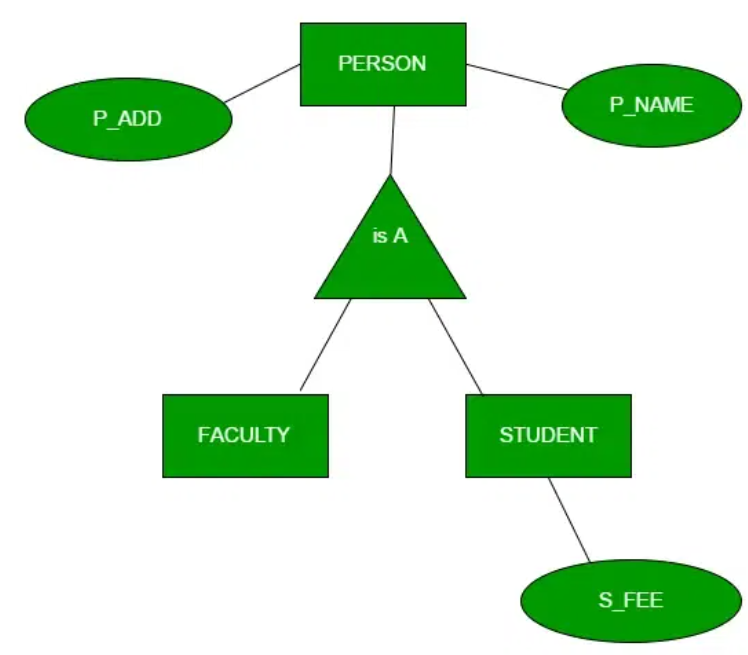 PERSON
P_ADD
P_NAME
is A
FACULTY
STUDENT
S_FEE